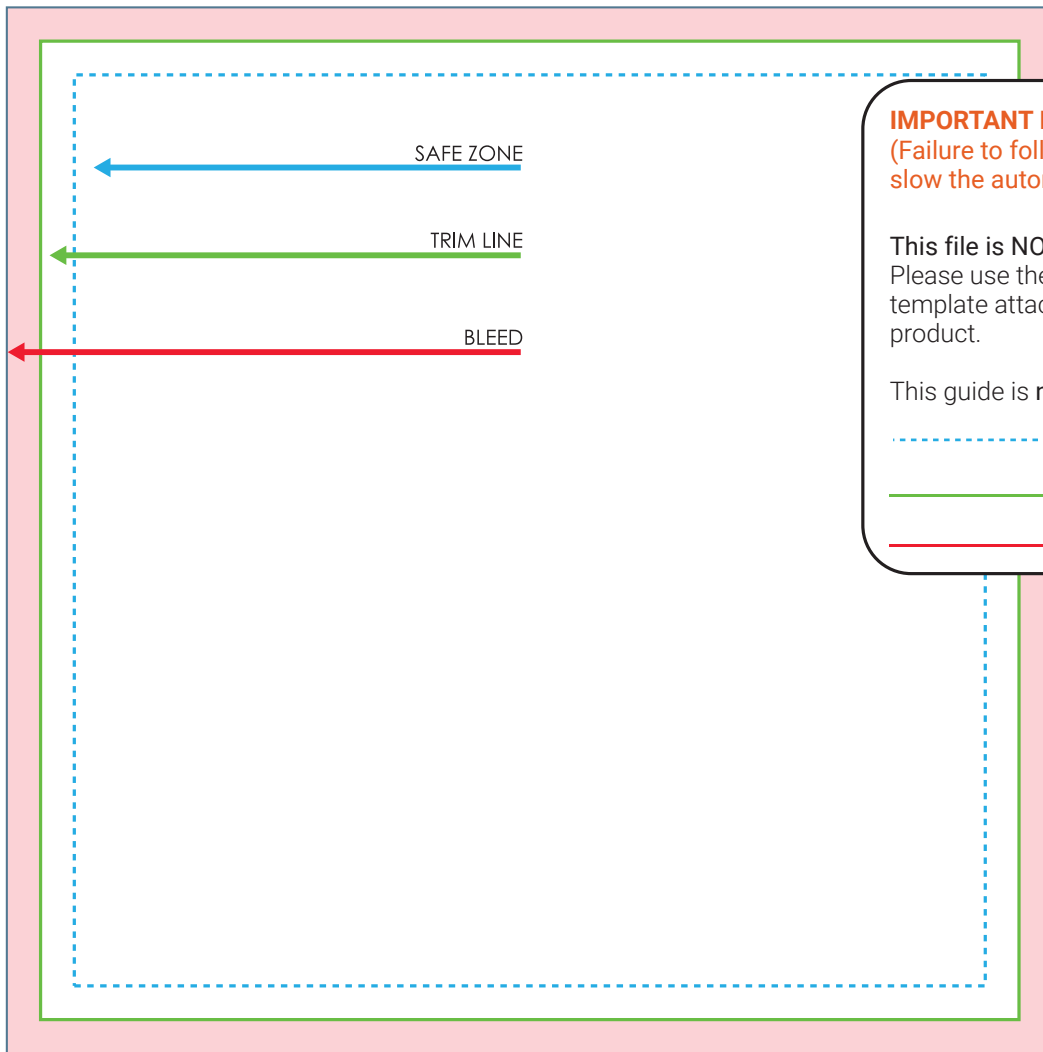 SAFE ZONE
TRIM LINE
BLEED
IMPORTANT
(Failure to foll
slow the auto
This file is NO
Please use the
template attac
product.
This guide is